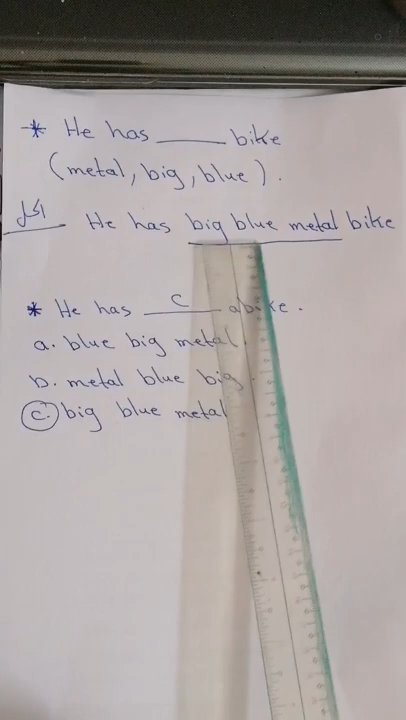 * He has ____ bike
(metal, big, blue).
الحل He has big blue metal bike
* He has __c__ a bike.
a. blue big metal.
b. metal blue big.
c. big blue metal